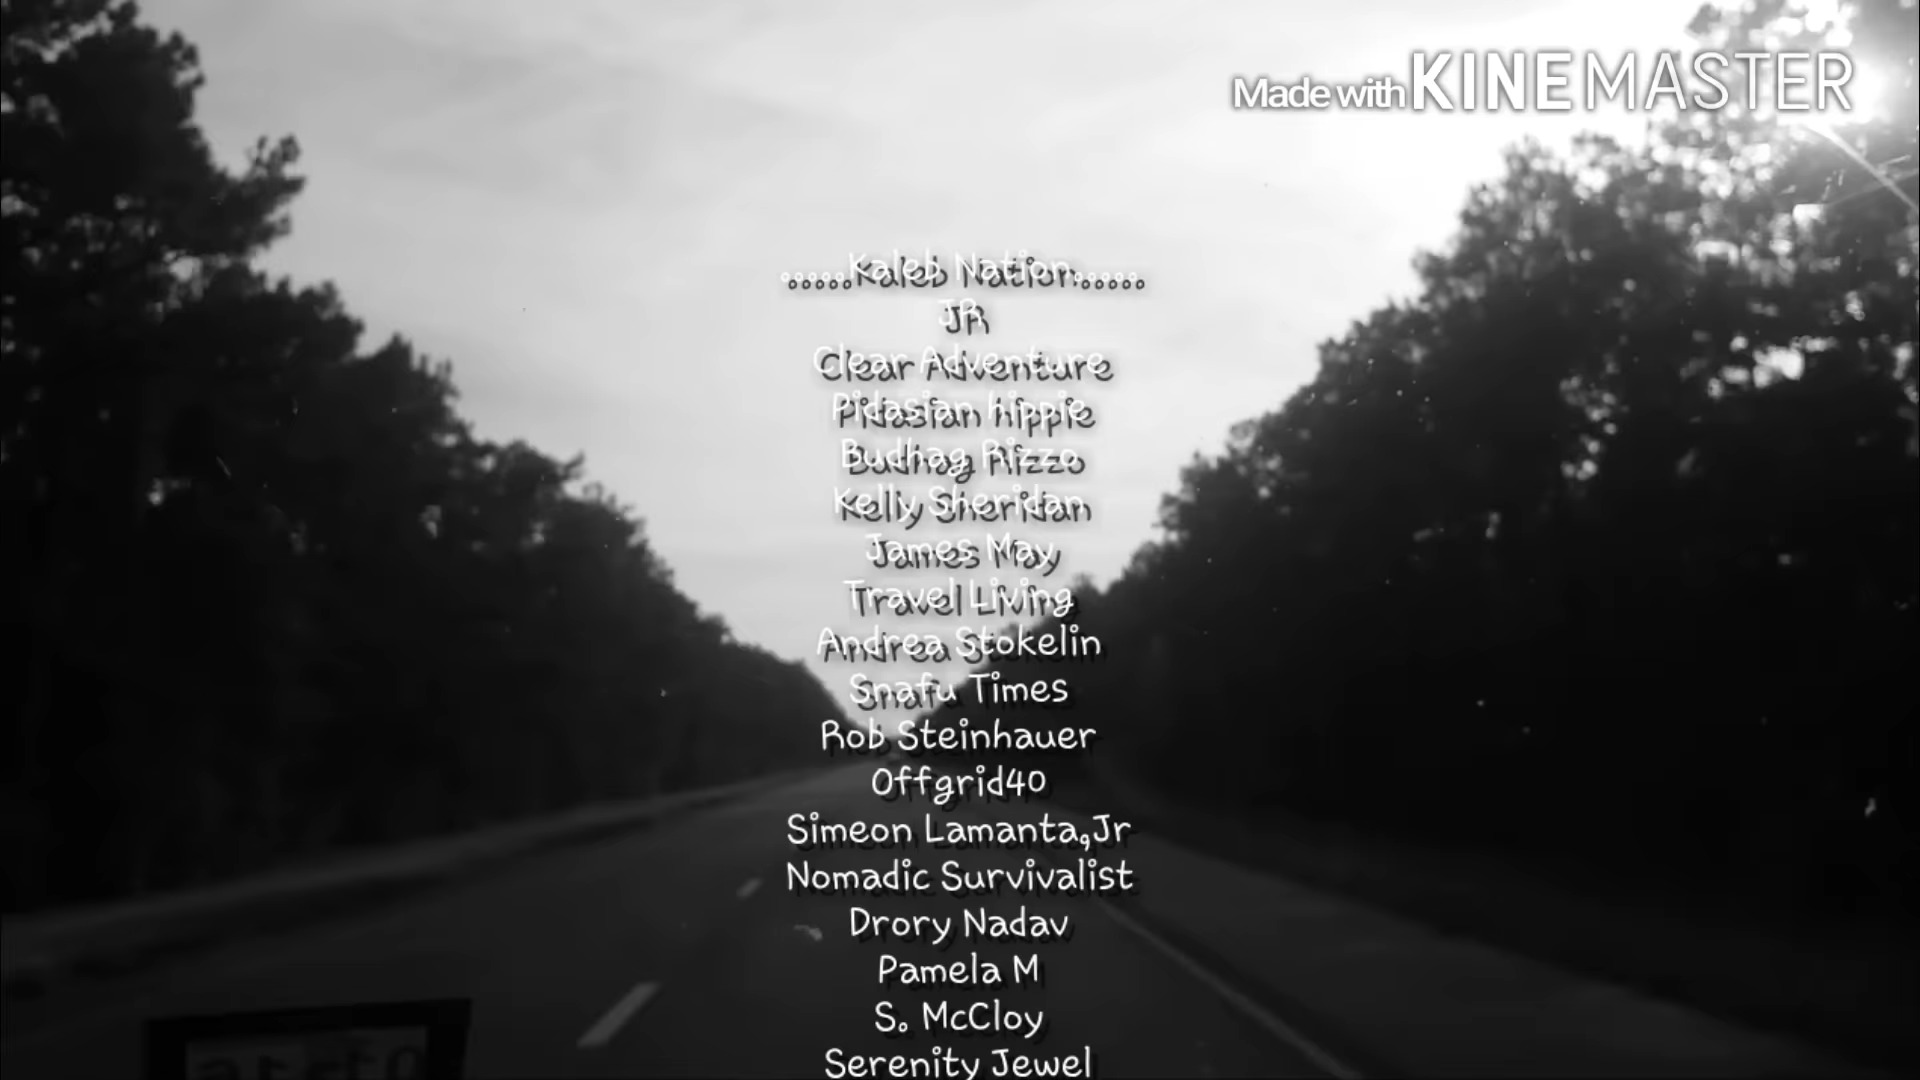 Made with KINEMASTER
.....Kaleb Nation.....
JR
Clear Adventure
Pidasian hippie
Budhag Rizzo
Kelly Sheridan
James May
Travel Living
Andrea Stokelin
Snafu Times
Rob Steinhauer
Offgrid40
Simeon Lamanta,Jr
Nomadic Survivalist
Drory Nadav
Pamela M
S. McCloy
Serenity Jewel